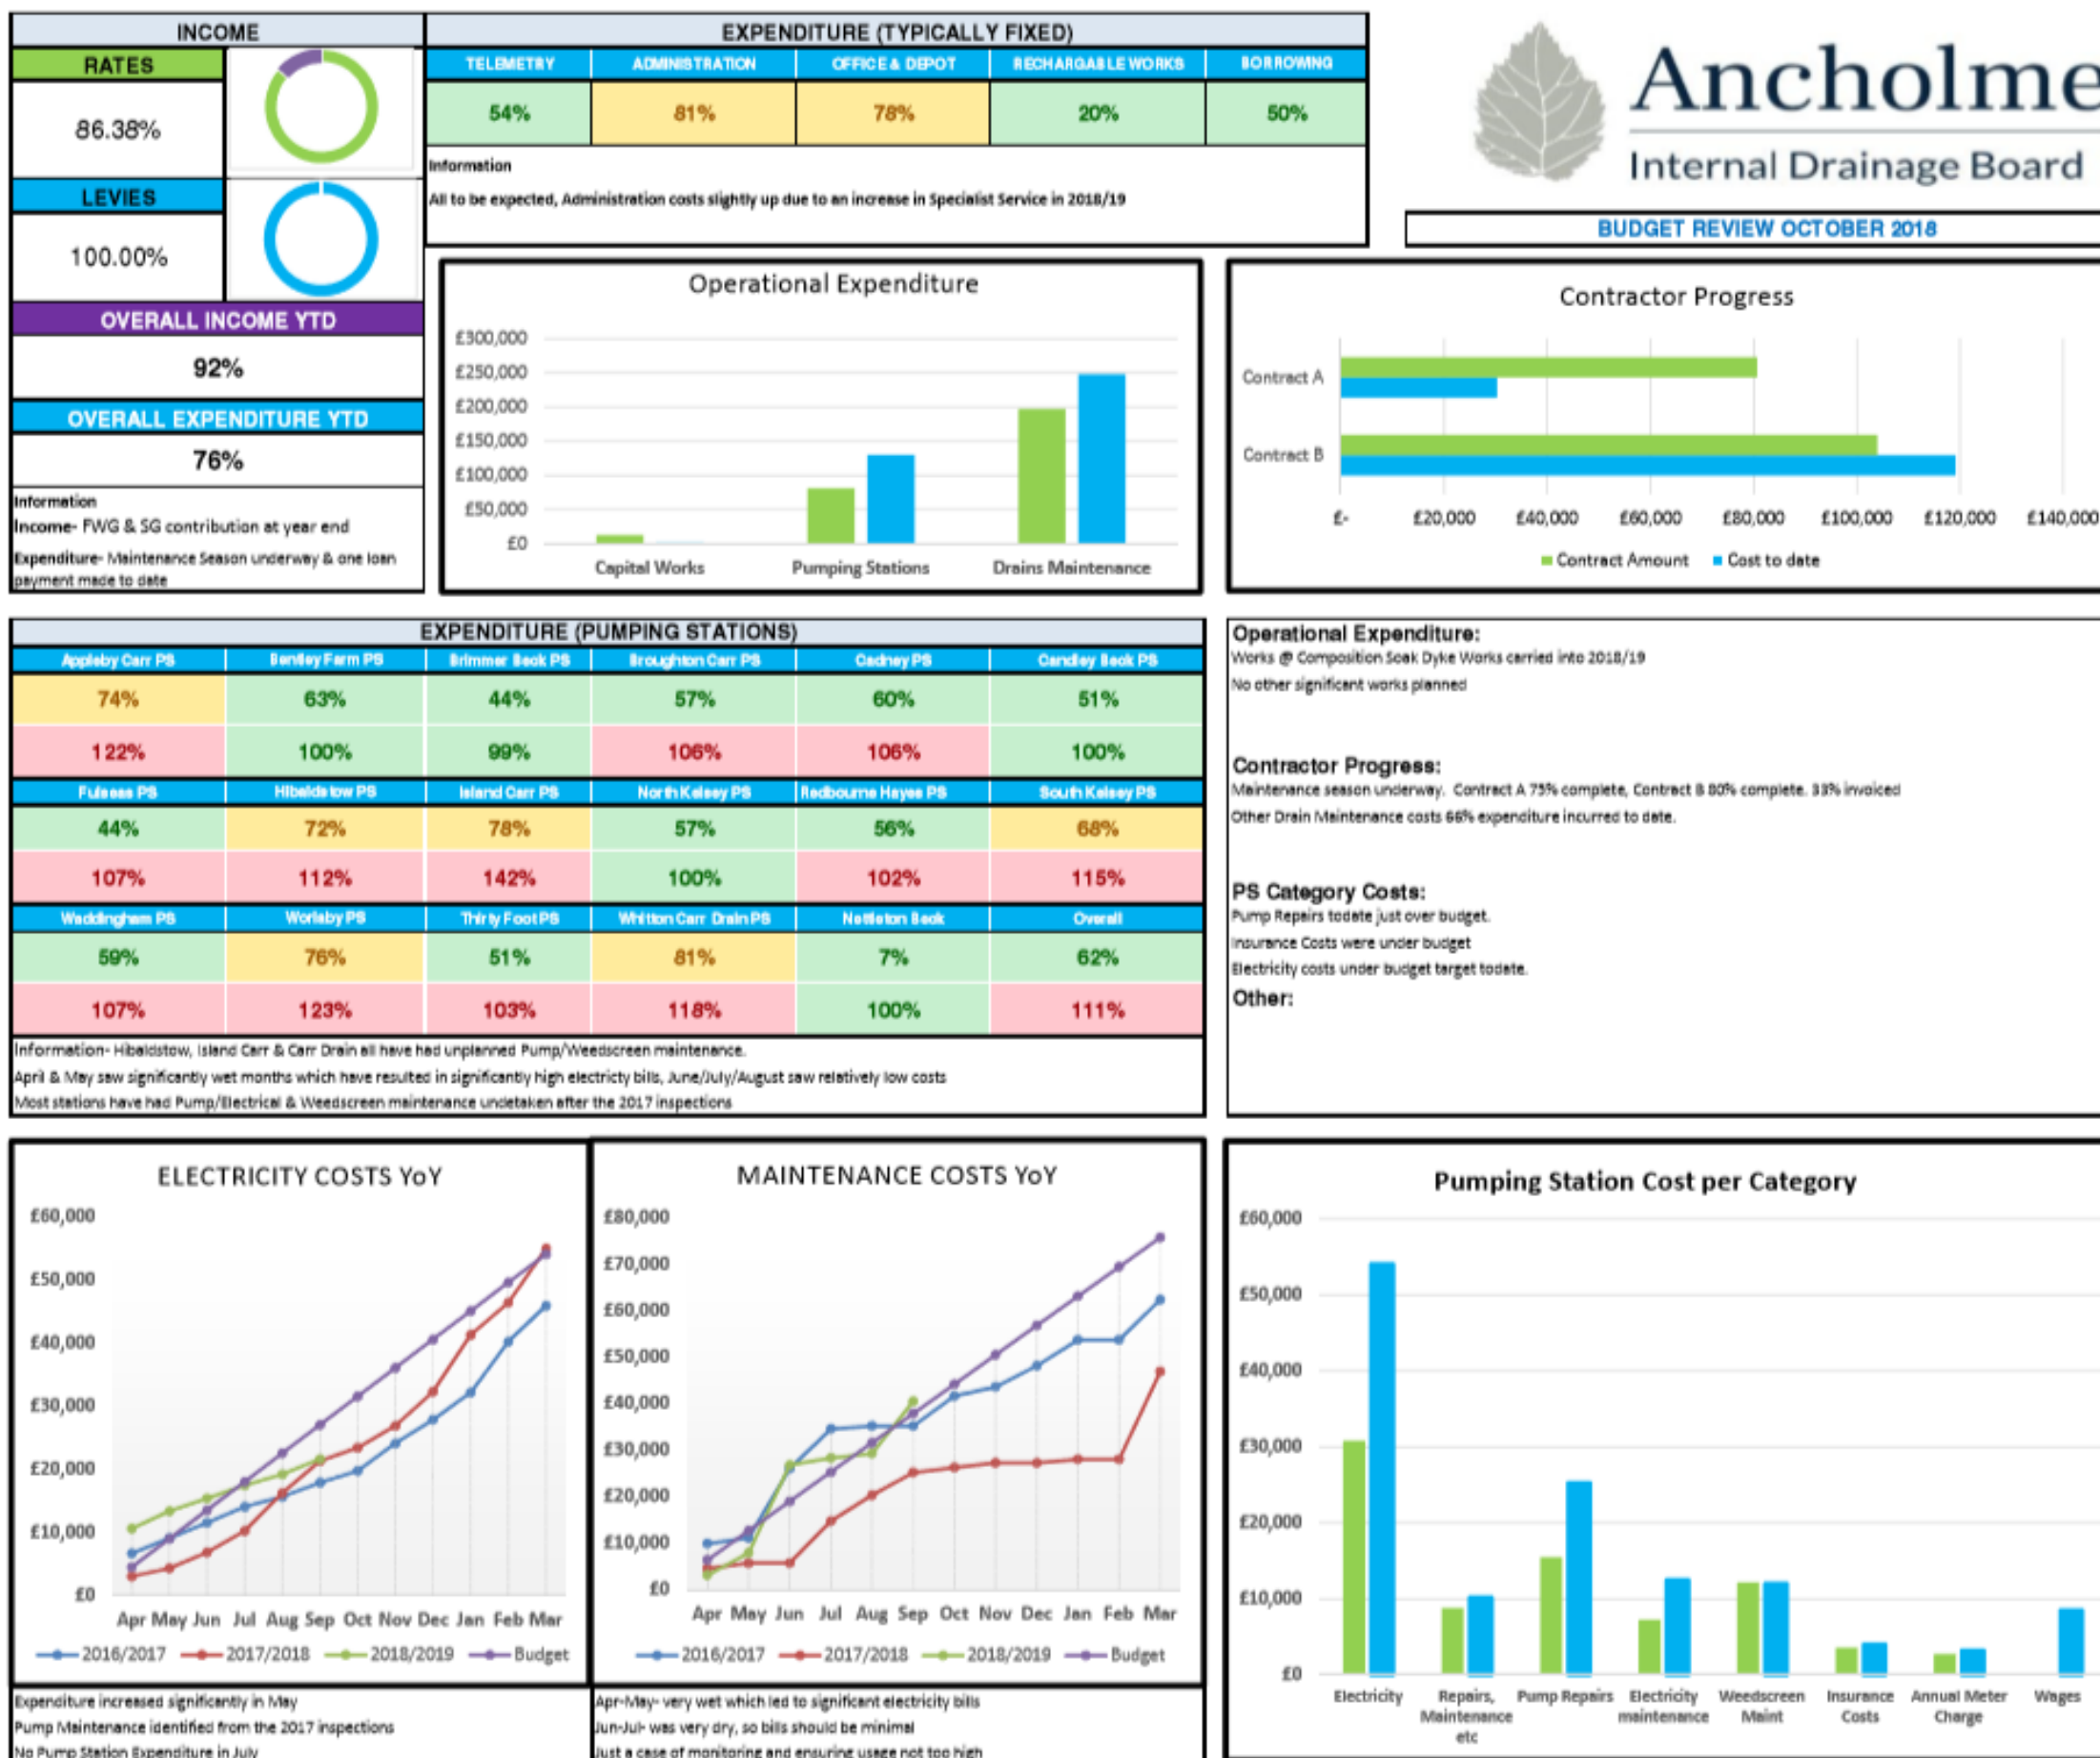 INCOME
RATES
86.38%
LEVIES
100.00%
OVERALL INCOME YTD
92%
OVERALL EXPENDITURE YTD
76%
Information
Income- FWG & SG contribution at year end
Expenditure- Maintenance Season underway & one loan
payment made to date
EXPENDITURE (TYPICALLY FIXED)
TELEMETRY ADMINISTRATION OFFICE & DEPOT RECHARGABLE WORKS BORROWING
54% 81% 78% 20% 50%
Information
All to be expected, Administration costs slightly up due to an increase in Specialist Service in 2018/19
Ancholme
Internal Drainage Board
BUDGET REVIEW OCTOBER 2018
Operational Expenditure
£300,000
£250,000
£200,000
£150,000
£100,000
£50,000
£0
Capital Works Pumping Stations Drains Maintenance
Contractor Progress
Contract A
Contract B
£- £20,000 £40,000 £60,000 £80,000 £100,000 £120,000 £140,000
Contract Amount Cost to date
EXPENDITURE (PUMPING STATIONS)
Appleby Carr PS Bentley Farm PS Brimmer Beck PS Broughton Carr PS Cadney PS Candley Beck PS
74% 63% 44% 57% 60% 51%
122% 100% 99% 106% 106% 100%
Fulseas PS Hibaldstow PS Island Carr PS North Kelsey PS Redbourne Hayes PS South Kelsey PS
44% 72% 78% 57% 56% 68%
107% 112% 142% 100% 102% 115%
Waddingham PS Worlaby PS Thirty Foot PS Whitton Carr Drain PS Nettleton Beck Overall
59% 76% 51% 81% 7% 62%
107% 123% 103% 118% 100% 111%
Information- Hibaldstow, Island Carr & Carr Drain all have had unplanned Pump/Weedscreen maintenance.
April & May saw significantly wet months which have resulted in significantly high electricty bills, June/July/August saw relatively low costs
Most stations have had Pump/Electrical & Weedscreen maintenance undetaken after the 2017 inspections
Operational Expenditure:
Works @ Composition Soak Dyke Works carried into 2018/19
No other significant works planned
Contractor Progress:
Maintenance season underway. Contract A 75% complete, Contract B 80% complete. 33% invoiced
Other Drain Maintenance costs 66% expenditure incurred to date.
PS Category Costs:
Pump Repairs todate just over budget.
Insurance Costs were under budget
Electricity costs under budget target todate.
Other:
ELECTRICITY COSTS YoY
£60,000
£50,000
£40,000
£30,000
£20,000
£10,000
£0
Apr May Jun Jul Aug Sep Oct Nov Dec Jan Feb Mar
2016/2017 2017/2018 2018/2019 Budget
Expenditure increased significantly in May
Pump Maintenance identified from the 2017 inspections
No Pump Station Expenditure in July
MAINTENANCE COSTS YoY
£80,000
£70,000
£60,000
£50,000
£40,000
£30,000
£20,000
£10,000
£0
Apr May Jun Jul Aug Sep Oct Nov Dec Jan Feb Mar
2016/2017 2017/2018 2018/2019 Budget
Apr-May- very wet which led to significant electricity bills
Jun-Jul- was very dry, so bills should be minimal
Just a case of monitoring and ensuring usage not too high
Pumping Station Cost per Category
£60,000
£50,000
£40,000
£30,000
£20,000
£10,000
£0
Electricity Repairs, Pump Repairs Electricity Weedscreen Insurance Annual Meter Wages
Maintenance maintenance Maint Costs Charge
etc